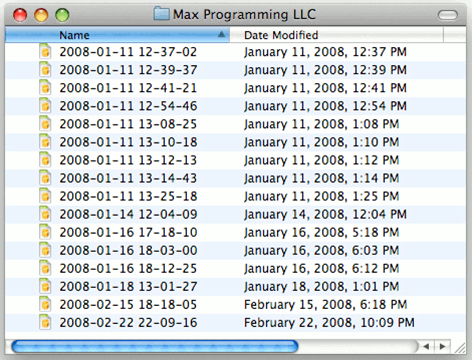 Max Programming LLC
Name Date Modified
2008-01-11 12-37-02 January 11, 2008, 12:37 PM
2008-01-11 12-39-37 January 11, 2008, 12:39 PM
2008-01-11 12-41-21 January 11, 2008, 12:41 PM
2008-01-11 12-54-46 January 11, 2008, 12:54 PM
2008-01-11 13-08-25 January 11, 2008, 1:08 PM
2008-01-11 13-10-18 January 11, 2008, 1:10 PM
2008-01-11 13-12-13 January 11, 2008, 1:12 PM
2008-01-11 13-14-43 January 11, 2008, 1:14 PM
2008-01-11 13-25-18 January 11, 2008, 1:25 PM
2008-01-14 12-04-09 January 14, 2008, 12:04 PM
2008-01-16 17-18-10 January 16, 2008, 5:18 PM
2008-01-16 18-03-00 January 16, 2008, 6:03 PM
2008-01-16 18-12-25 January 16, 2008, 6:12 PM
2008-01-18 13-01-27 January 18, 2008, 1:01 PM
2008-02-15 18-18-05 February 15, 2008, 6:18 PM
2008-02-22 22-09-16 February 22, 2008, 10:09 PM